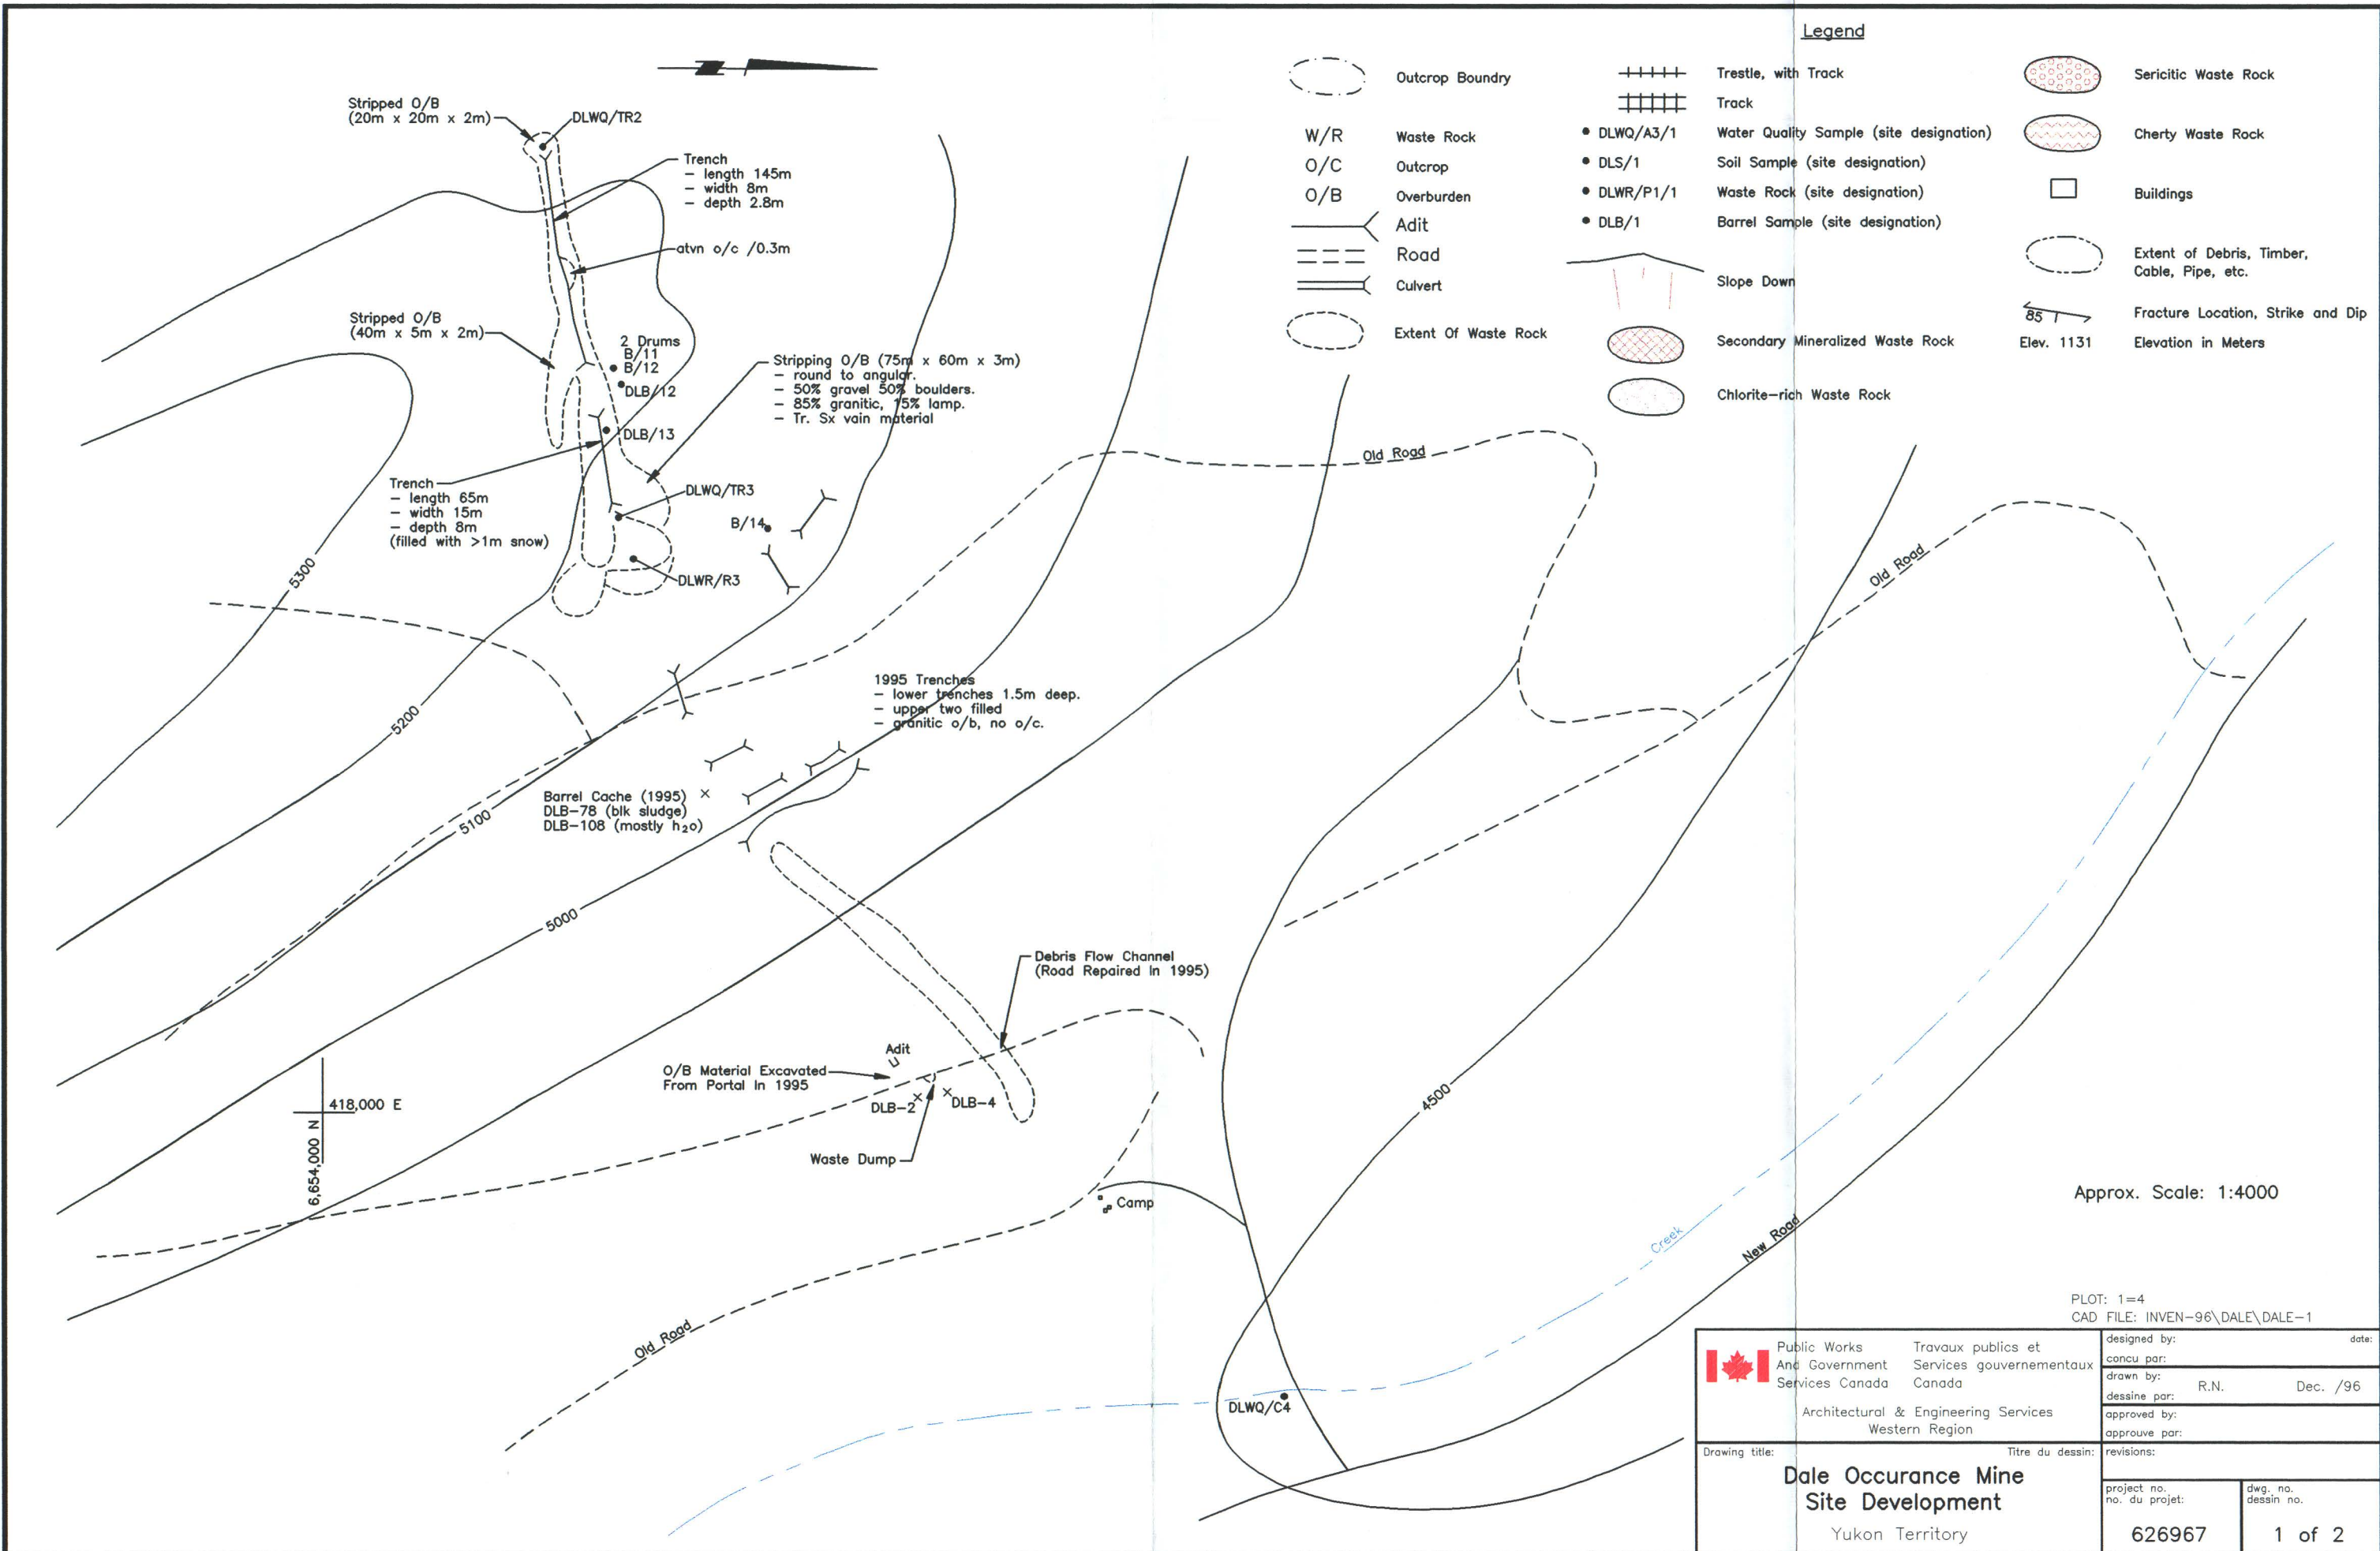 Legend
Outcrop Boundry
W/R Waste Rock
O/C Outcrop
O/B Overburden
Adit
Road
Culvert
Extent Of Waste Rock
Trestle, with Track
Track
DLWQ/A3/1 Water Quality Sample (site designation)
DLS/1 Soil Sample (site designation)
DLWR/P1/1 Waste Rock (site designation)
DLB/1 Barrel Sample (site designation)
Slope Down
Secondary Mineralized Waste Rock
Chlorite-rich Waste Rock
Sericitic Waste Rock
Cherty Waste Rock
Buildings
Extent of Debris, Timber,
Cable, Pipe, etc.
85 Fracture Location, Strike and Dip
Elev. 1131 Elevation in Meters
Stripped O/B
(20m x 20m x 2m)
DLWQ/TR2
Trench
- length 145m
- width 8m
- depth 2.8m
atvn o/c /0.3m
Stripped O/B
(40m x 5m x 2m)
2 Drums
B/11
B/12
DLB/12
Stripping O/B (75m x 60m x 3m)
- round to angular.
- 50% gravel 50% boulders.
- 85% granitic, 15% lamp.
- Tr. Sx vain material
DLB/13
Trench
- length 65m
- width 15m
- depth 8m
(filled with >1m snow)
DLWQ/TR3
B/14
DLWR/R3
Old Road
Old Road
5300
5200
5100
5000
1995 Trenches
- lower trenches 1.5m deep.
- upper two filled
- granitic o/b, no o/c.
Barrel Cache (1995)
DLB-78 (blk sludge)
DLB-108 (mostly h₂o)
Debris Flow Channel
(Road Repaired In 1995)
Adit
O/B Material Excavated
From Portal In 1995
DLB-2
DLB-4
Waste Dump
418,000 E
6,654,000 N
Camp
4500
Old Road
Creek
New Road
DLWQ/C4
Approx. Scale: 1:4000
PLOT: 1=4
CAD FILE: INVEN-96\DALE\DALE-1
Public Works
And Government
Services Canada
Travaux publics et
Services gouvernementaux
Canada
Architectural & Engineering Services
Western Region
designed by: date:
concu par:
drawn by:
dessine par: R.N. Dec. /96
approved by:
approuve par:
Drawing title: Titre du dessin:
Dale Occurance Mine
Site Development
Yukon Territory
revisions:
project no.
no. du projet:
626967
dwg. no.
dessin no.
1 of 2